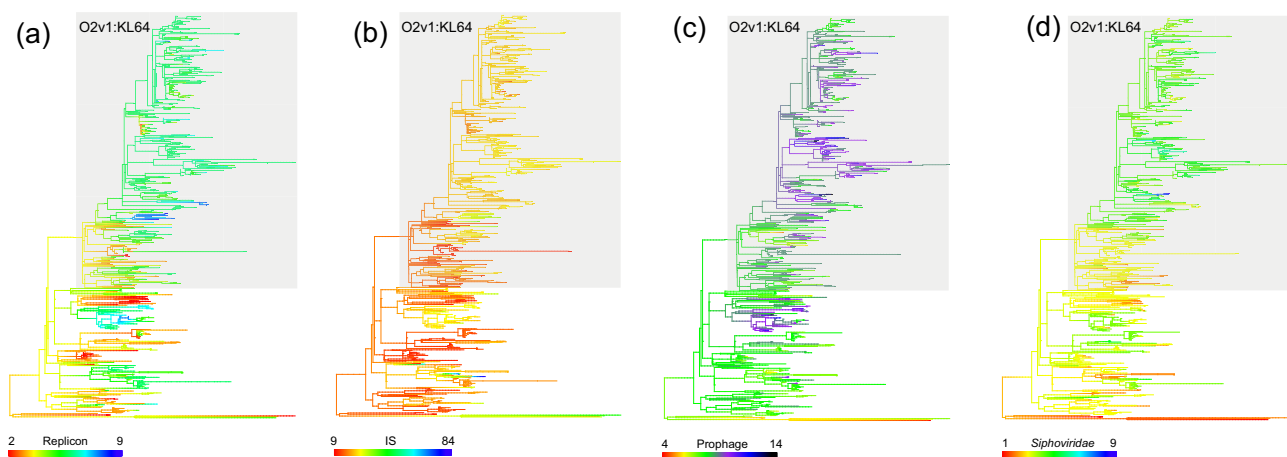 (a) O2v1:KL64
(b) O2v1:KL64
(c) O2v1:KL64
(d) O2v1:KL64
2 Replicon 9
9 IS 84
4 Prophage 14
1 Siphoviridae 9